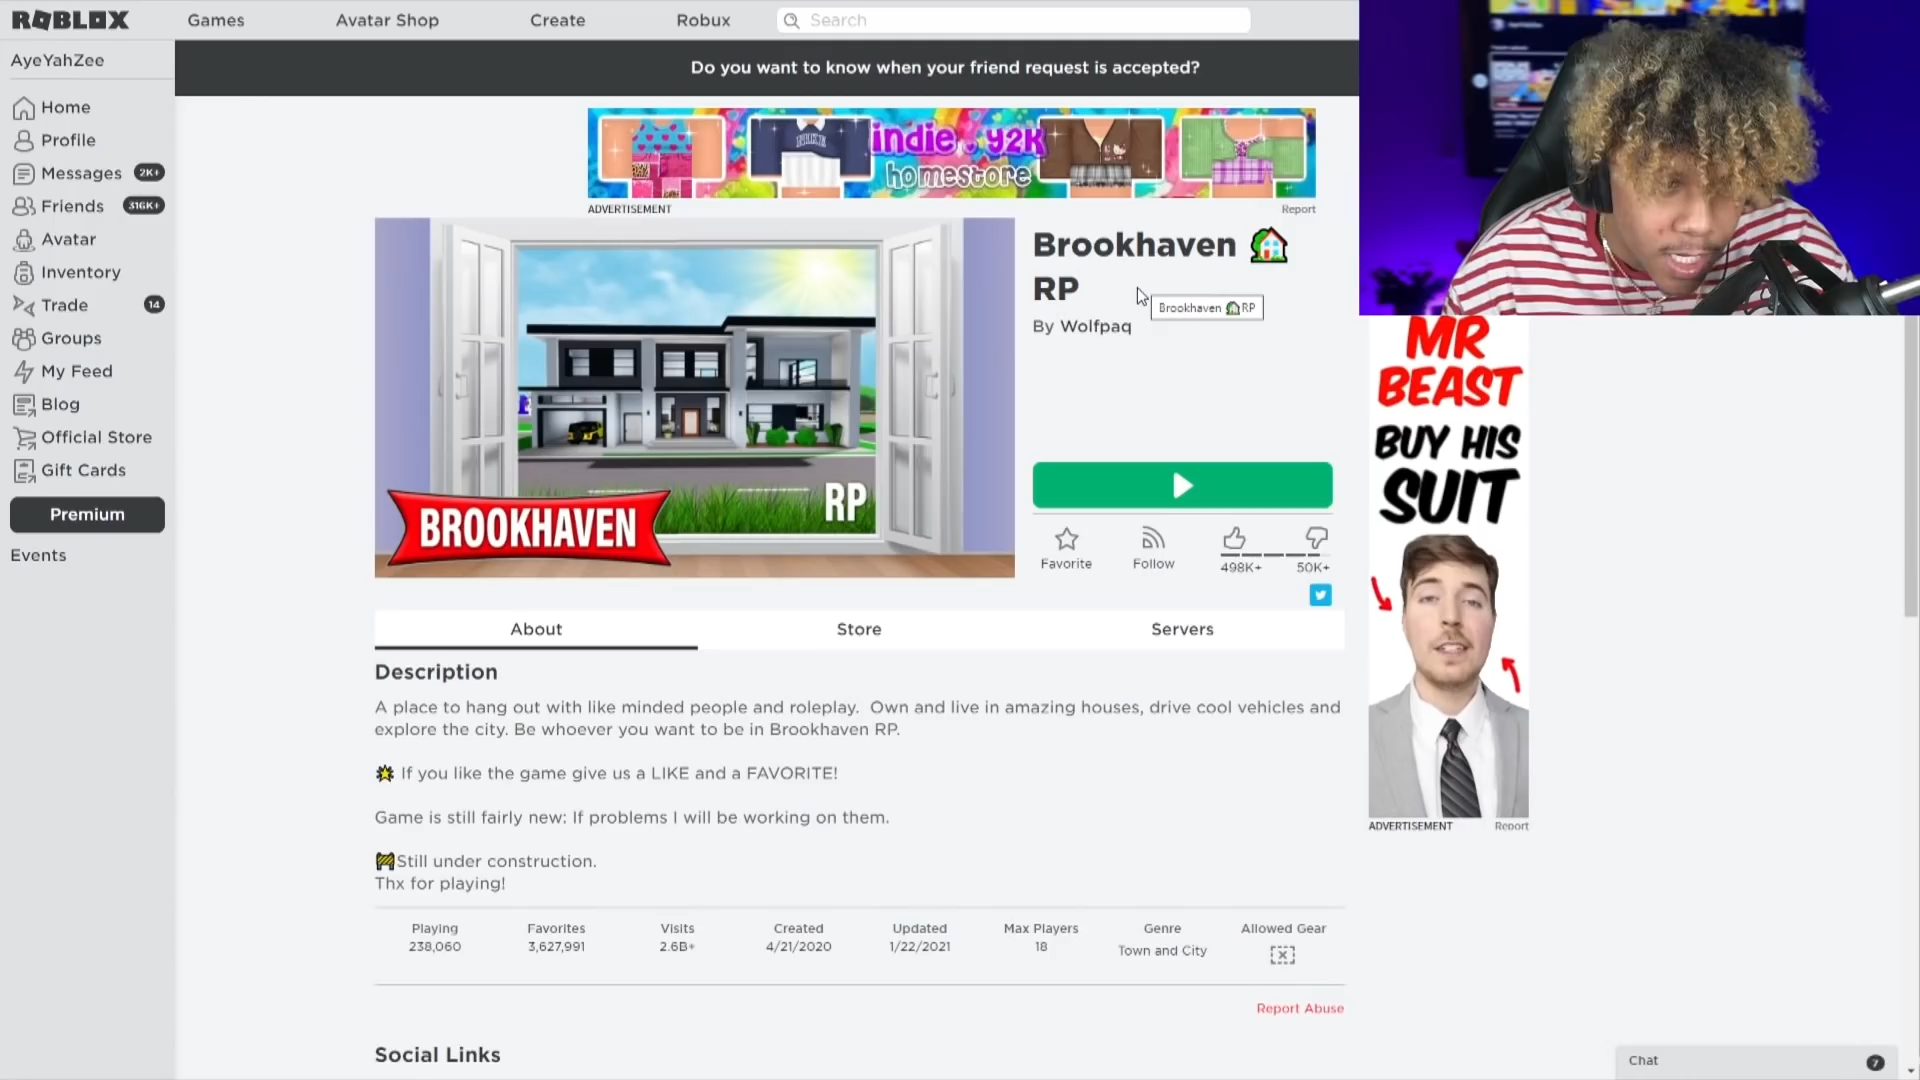 ROBLOX
Games
Avatar Shop
Create
Robux
Search
AyeYahZee
Do you want to know when your friend request is accepted?
Home
Profile
Messages 2K+
Friends 316K+
Avatar
Inventory
Trade 14
Groups
My Feed
Blog
Official Store
Gift Cards
Premium
Events
indie . y2k
homestore
ADVERTISEMENT
Report
BROOKHAVEN
RP
Brookhaven 🏡
RP
Brookhaven 🏡RP
By Wolfpaq
Favorite
Follow
498K+
50K+
MR
BEAST
BUY HIS
SUIT
ADVERTISEMENT
Report
About
Store
Servers
Description
A place to hang out with like minded people and roleplay. Own and live in amazing houses, drive cool vehicles and
explore the city. Be whoever you want to be in Brookhaven RP.
🌟 If you like the game give us a LIKE and a FAVORITE!
Game is still fairly new: If problems I will be working on them.
🚧Still under construction.
Thx for playing!
Playing Favorites Visits Created Updated Max Players Genre Allowed Gear
238,060 3,627,991 2.6B+ 4/21/2020 1/22/2021 18 Town and City
Report Abuse
Social Links
Chat 7